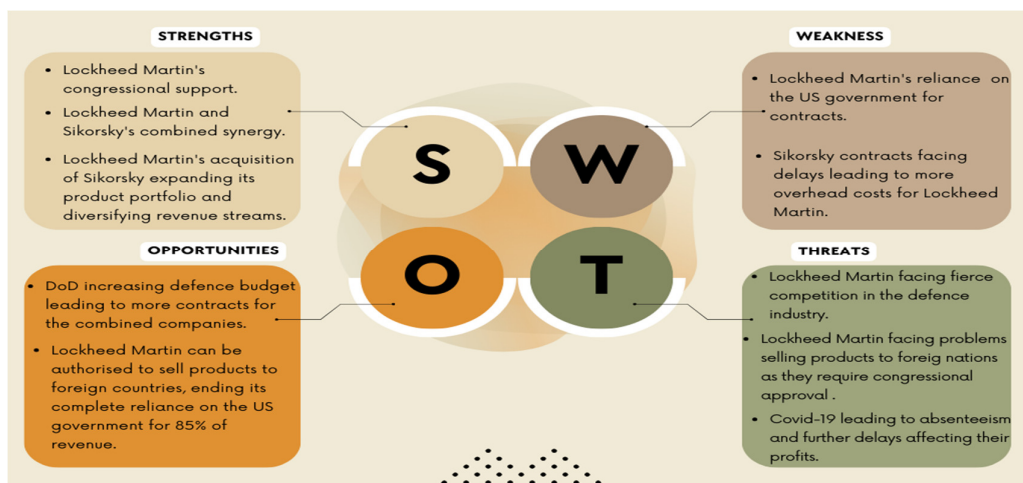 STRENGTHS
• Lockheed Martin's
congressional support.
• Lockheed Martin and
Sikorsky's combined synergy.
• Lockheed Martin's acquisition
of Sikorsky expanding its
product portfolio and
diversifying revenue streams.
WEAKNESS
• Lockheed Martin's reliance on
the US government for
contracts.
• Sikorsky contracts facing
delays leading to more
overhead costs for Lockheed
Martin.
S
W
O
T
OPPORTUNITIES
• DoD increasing defence budget
leading to more contracts for
the combined companies.
• Lockheed Martin can be
authorised to sell products to
foreign countries, ending its
complete reliance on the US
government for 85% of
revenue.
THREATS
• Lockheed Martin facing fierce
competition in the defence
industry.
• Lockheed Martin facing problems
selling products to foreig nations
as they require congressional
approval .
• Covid-19 leading to absenteeism
and further delays affecting their
profits.